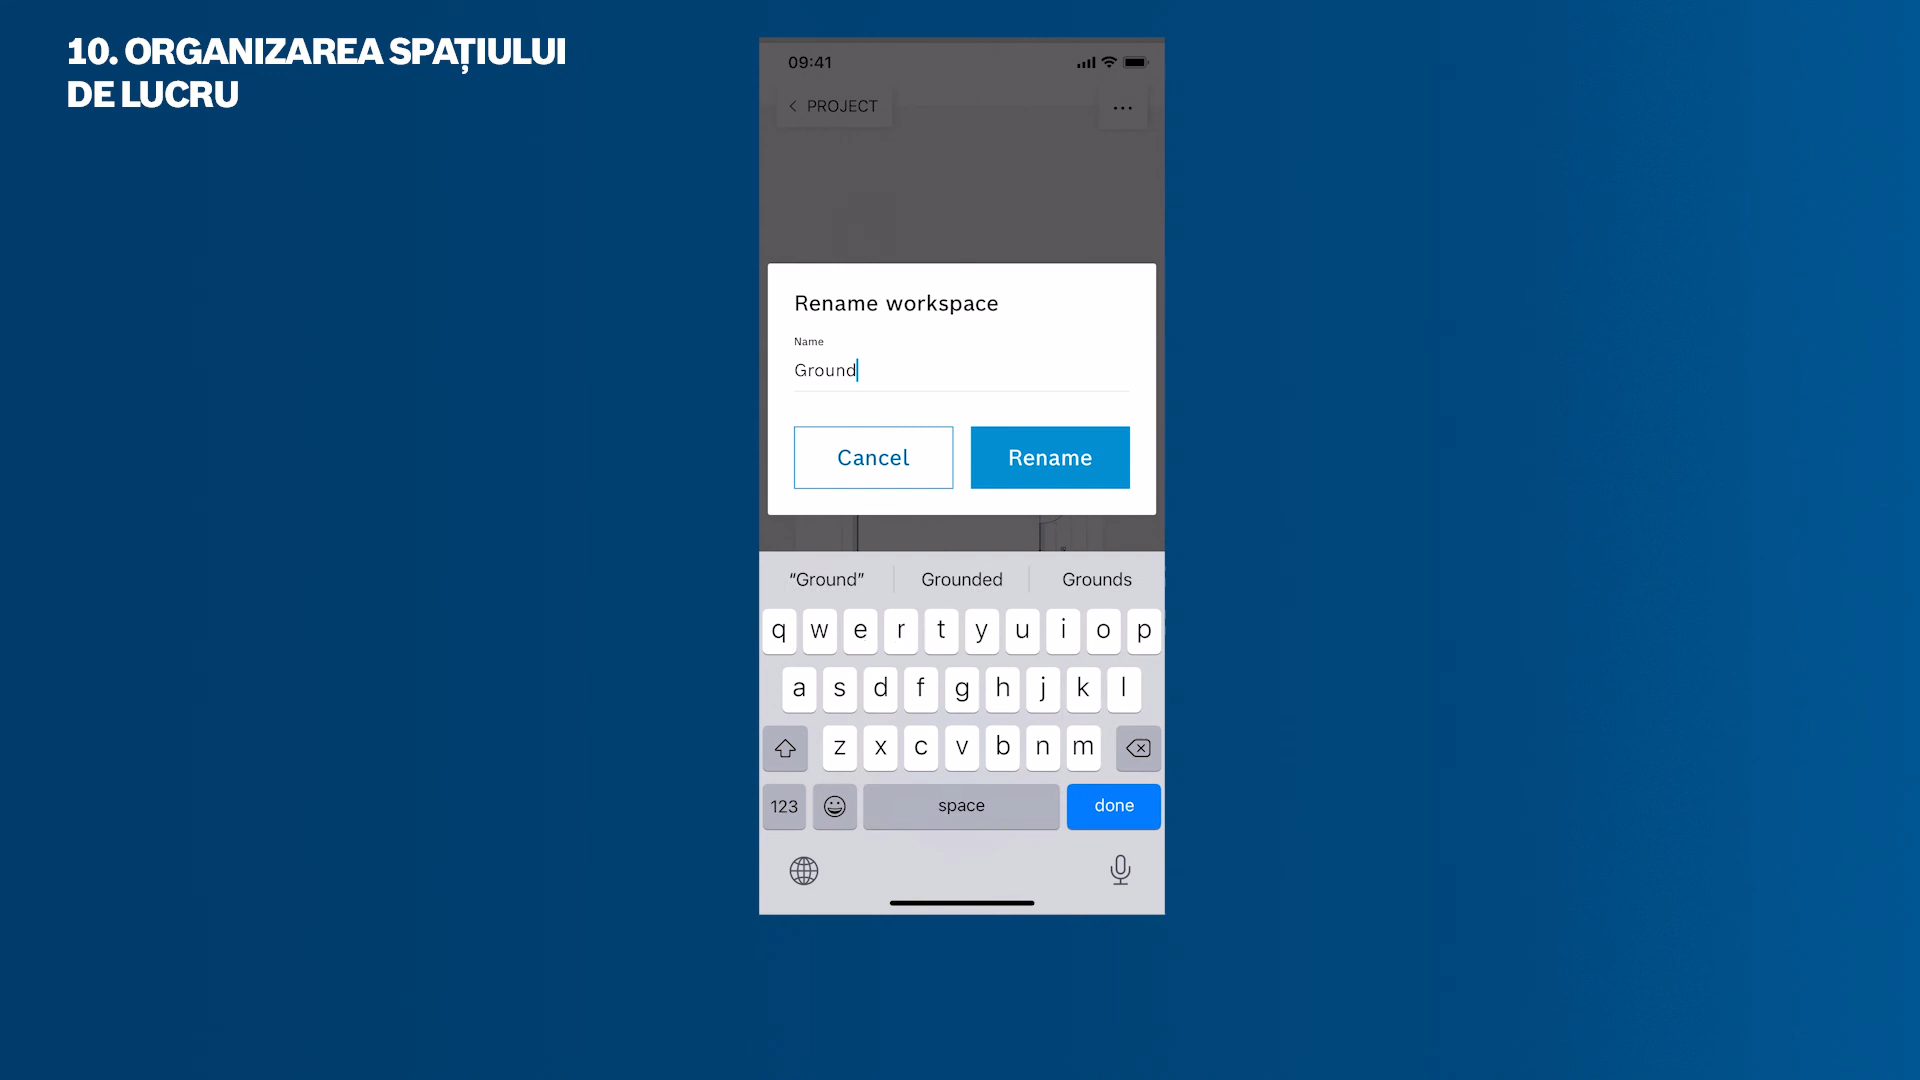 10. ORGANIZAREA SPAȚIULUI
DE LUCRU
09:41
PROJECT
Rename workspace
Name
Ground
Cancel
Rename
“Ground”
Grounded
Grounds
q w e r t y u i o p
a s d f g h j k l
z x c v b n m
123
space
done